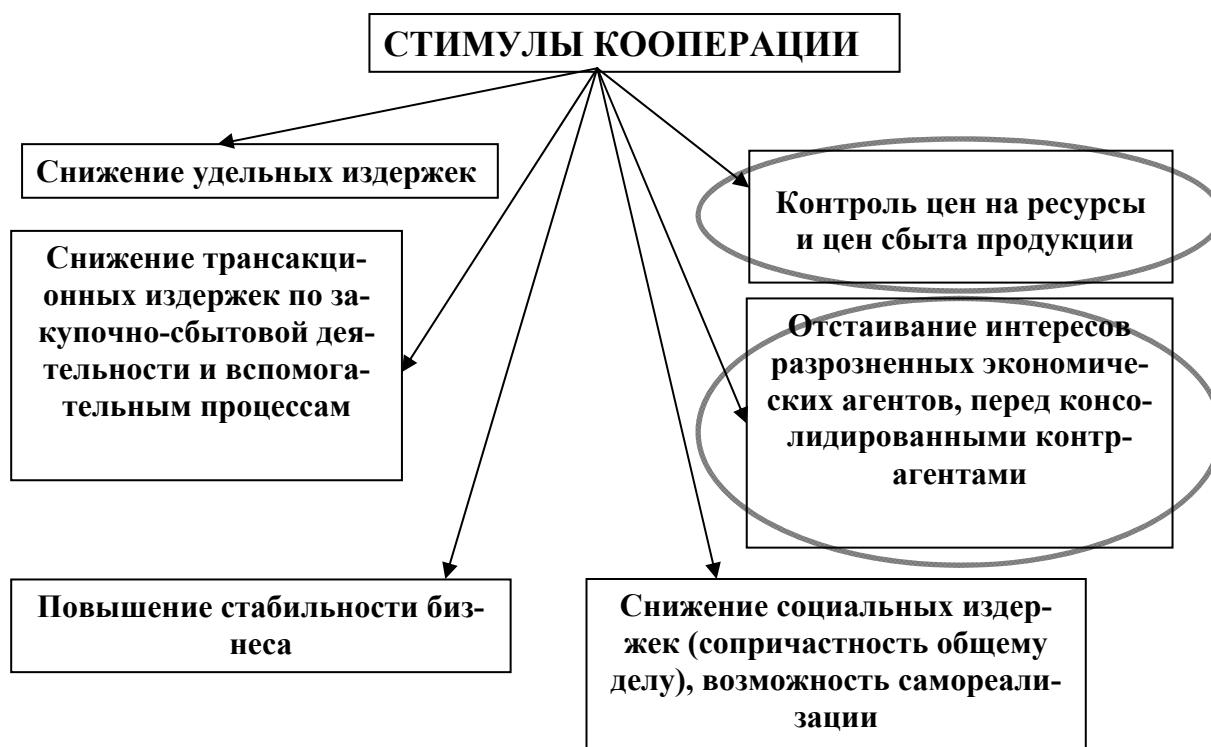 СТИМУЛЫ КООПЕРАЦИИ
Снижение удельных издержек
Контроль цен на ресурсы
и цен сбыта продукции
Снижение трансакци-
онных издержек по за-
купочно-сбытовой дея-
тельности и вспомога-
тельным процессам
Отстаивание интересов
разрозненных экономиче-
ских агентов, перед консо-
лидированными контр-
агентами
Повышение стабильности биз-
неса
Снижение социальных издер-
жек (сопричастность общему
делу), возможность самореали-
зации